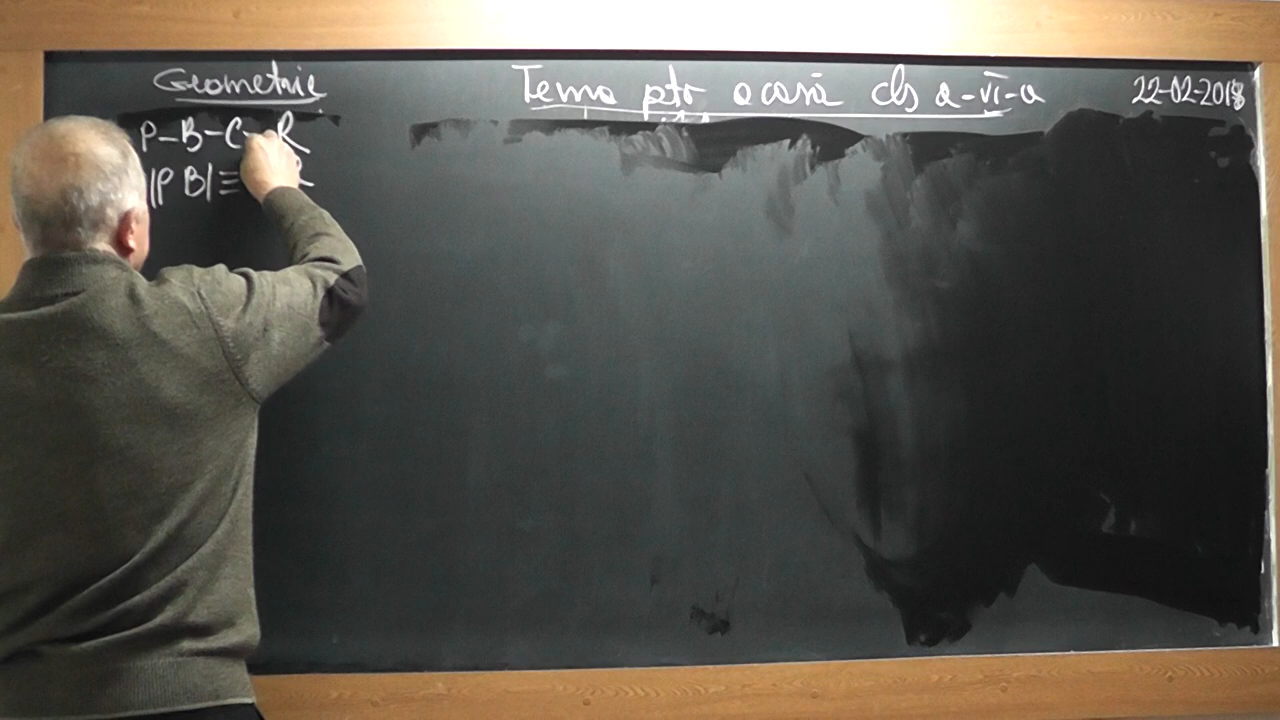 Geometrie
Tema ptr acasă cls a-VI-a
22-02-2018
P-B-C-R
|PB|≡